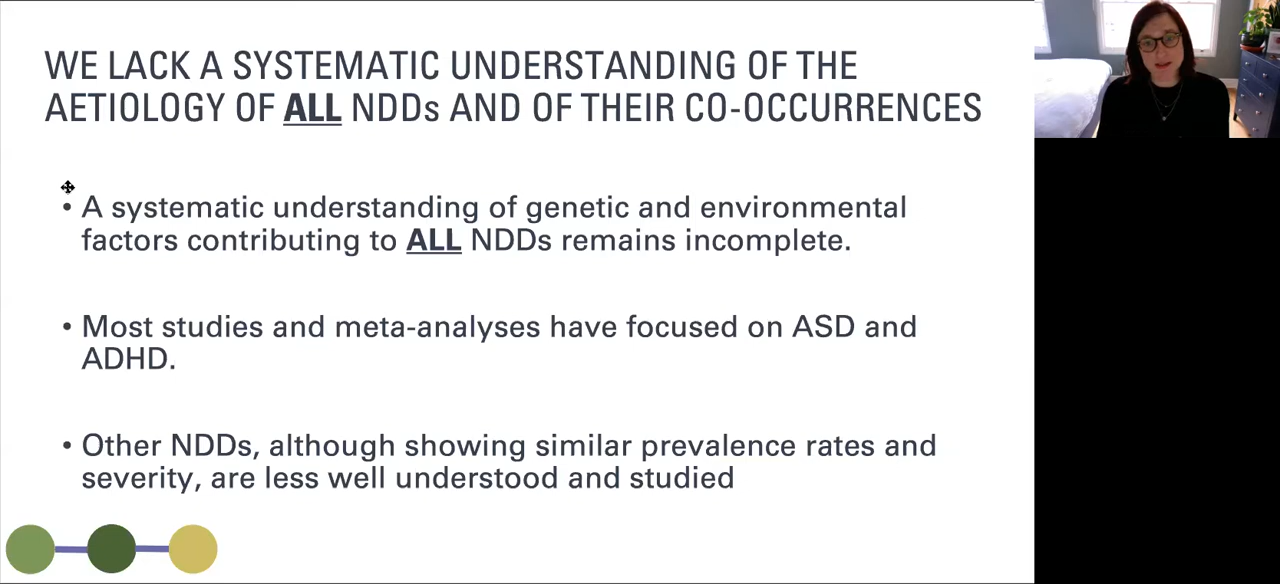 WE LACK A SYSTEMATIC UNDERSTANDING OF THE
AETIOLOGY OF ALL NDDs AND OF THEIR CO-OCCURRENCES
• A systematic understanding of genetic and environmental
factors contributing to ALL NDDs remains incomplete.
• Most studies and meta-analyses have focused on ASD and
ADHD.
• Other NDDs, although showing similar prevalence rates and
severity, are less well understood and studied